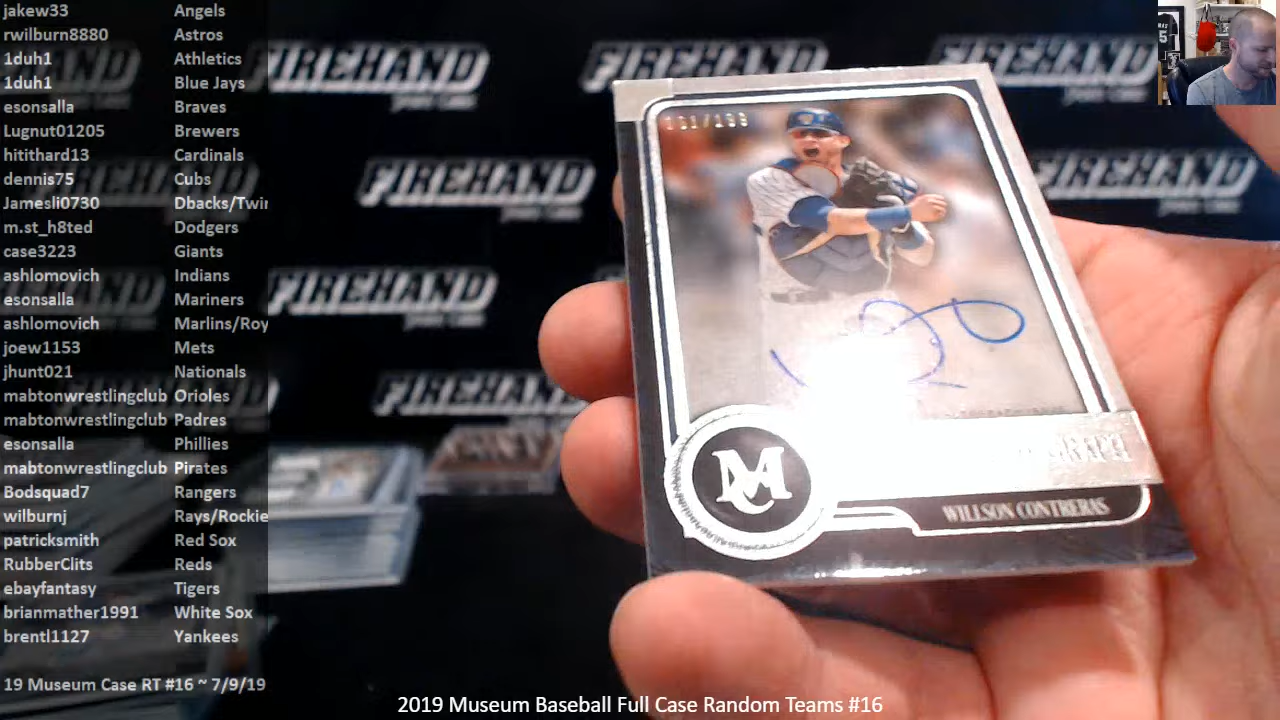 jakew33 Angels
rwilburn8880 Astros
1duh1 Athletics
1duh1 Blue Jays
esonsalla Braves
Lugnut01205 Brewers
hitithard13 Cardinals
dennis75 Cubs
Jamesli0730 Dbacks/Twin
m.st_h8ted Dodgers
case3223 Giants
ashlomovich Indians
esonsalla Mariners
ashlomovich Marlins/Roy
joew1153 Mets
jhunt021 Nationals
mabtonwrestlingclub Orioles
mabtonwrestlingclub Padres
esonsalla Phillies
mabtonwrestlingclub Pirates
Bodsquad7 Rangers
wilburnj Rays/Rockie
patricksmith Red Sox
RubberClits Reds
ebayfantasy Tigers
brianmather1991 White Sox
brentl1127 Yankees
19 Museum Case RT #16 ~ 7/9/19
FIREHAND
FIREHAND
FIREHAND
FIREHAND
FIREHAND
FIREHAND
FIREHAND
M
WILLSON CONTRERAS
2019 Museum Baseball Full Case Random Teams #16